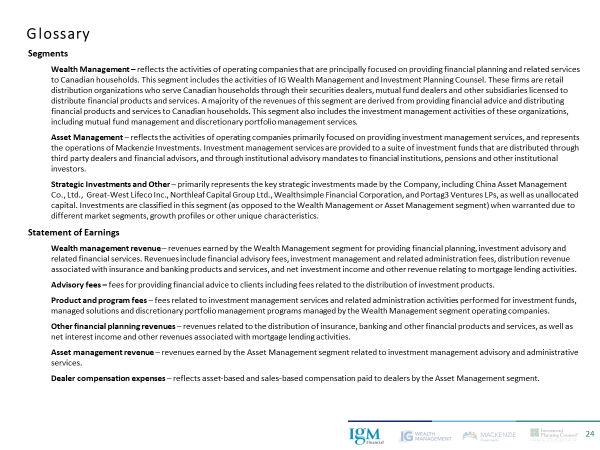 Glossary
Segments
Wealth Management – reflects the activities of operating companies that are principally focused on providing financial planning and related services
to Canadian households. This segment includes the activities of IG Wealth Management and Investment Planning Counsel. These firms are retail
distribution organizations who serve Canadian households through their securities dealers, mutual fund dealers and other subsidiaries licensed to
distribute financial products and services. A majority of the revenues of this segment are derived from providing financial advice and distributing
financial products and services to Canadian households. This segment also includes the investment management activities of these organizations,
including mutual fund management and discretionary portfolio management services.
Asset Management – reflects the activities of operating companies primarily focused on providing investment management services, and represents
the operations of Mackenzie Investments. Investment management services are provided to a suite of investment funds that are distributed through
third party dealers and financial advisors, and through institutional advisory mandates to financial institutions, pensions and other institutional
investors.
Strategic Investments and Other – primarily represents the key strategic investments made by the Company, including China Asset Management
Co., Ltd., Great-West Lifeco Inc., Northleaf Capital Group Ltd., Wealthsimple Financial Corporation, and Portag3 Ventures LPs, as well as unallocated
capital. Investments are classified in this segment (as opposed to the Wealth Management or Asset Management segment) when warranted due to
different market segments, growth profiles or other unique characteristics.
Statement of Earnings
Wealth management revenue – revenues earned by the Wealth Management segment for providing financial planning, investment advisory and
related financial services. Revenues include financial advisory fees, investment management and related administration fees, distribution revenue
associated with insurance and banking products and services, and net investment income and other revenue relating to mortgage lending activities.
Advisory fees – fees for providing financial advice to clients including fees related to the distribution of investment products.
Product and program fees – fees related to investment management services and related administration activities performed for investment funds,
managed solutions and discretionary portfolio management programs managed by the Wealth Management segment operating companies.
Other financial planning revenues – revenues related to the distribution of insurance, banking and other financial products and services, as well as
net interest income and other revenues associated with mortgage lending activities.
Asset management revenue – revenues earned by the Asset Management segment related to investment management advisory and administrative
services.
Dealer compensation expenses – reflects asset-based and sales-based compensation paid to dealers by the Asset Management segment.
IGM
Financial
IG WEALTH
MANAGEMENT
MACKENZIE
Investments
Investment
Planning Counsel
24